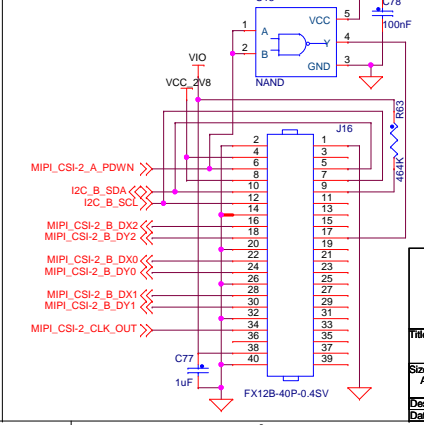 C78
100nF
VCC 5
1 A
Y 4
2 B
GND 3
NAND
VIO
VCC_2V8
R63
464K
J16
2 1
4 3
MIPI_CSI-2_A_PDWN 6 5
8 7
I2C_B_SDA 10 9
I2C_B_SCL 12 11
14 13
MIPI_CSI-2_B_DX2 16 15
MIPI_CSI-2_B_DY2 18 17
20 19
MIPI_CSI-2_B_DX0 22 21
MIPI_CSI-2_B_DY0 24 23
26 25
MIPI_CSI-2_B_DX1 28 27
MIPI_CSI-2_B_DY1 30 29
32 31
MIPI_CSI-2_CLK_OUT 34 33
36 35
38 37
40 39
C77
1uF
FX12B-40P-0.4SV